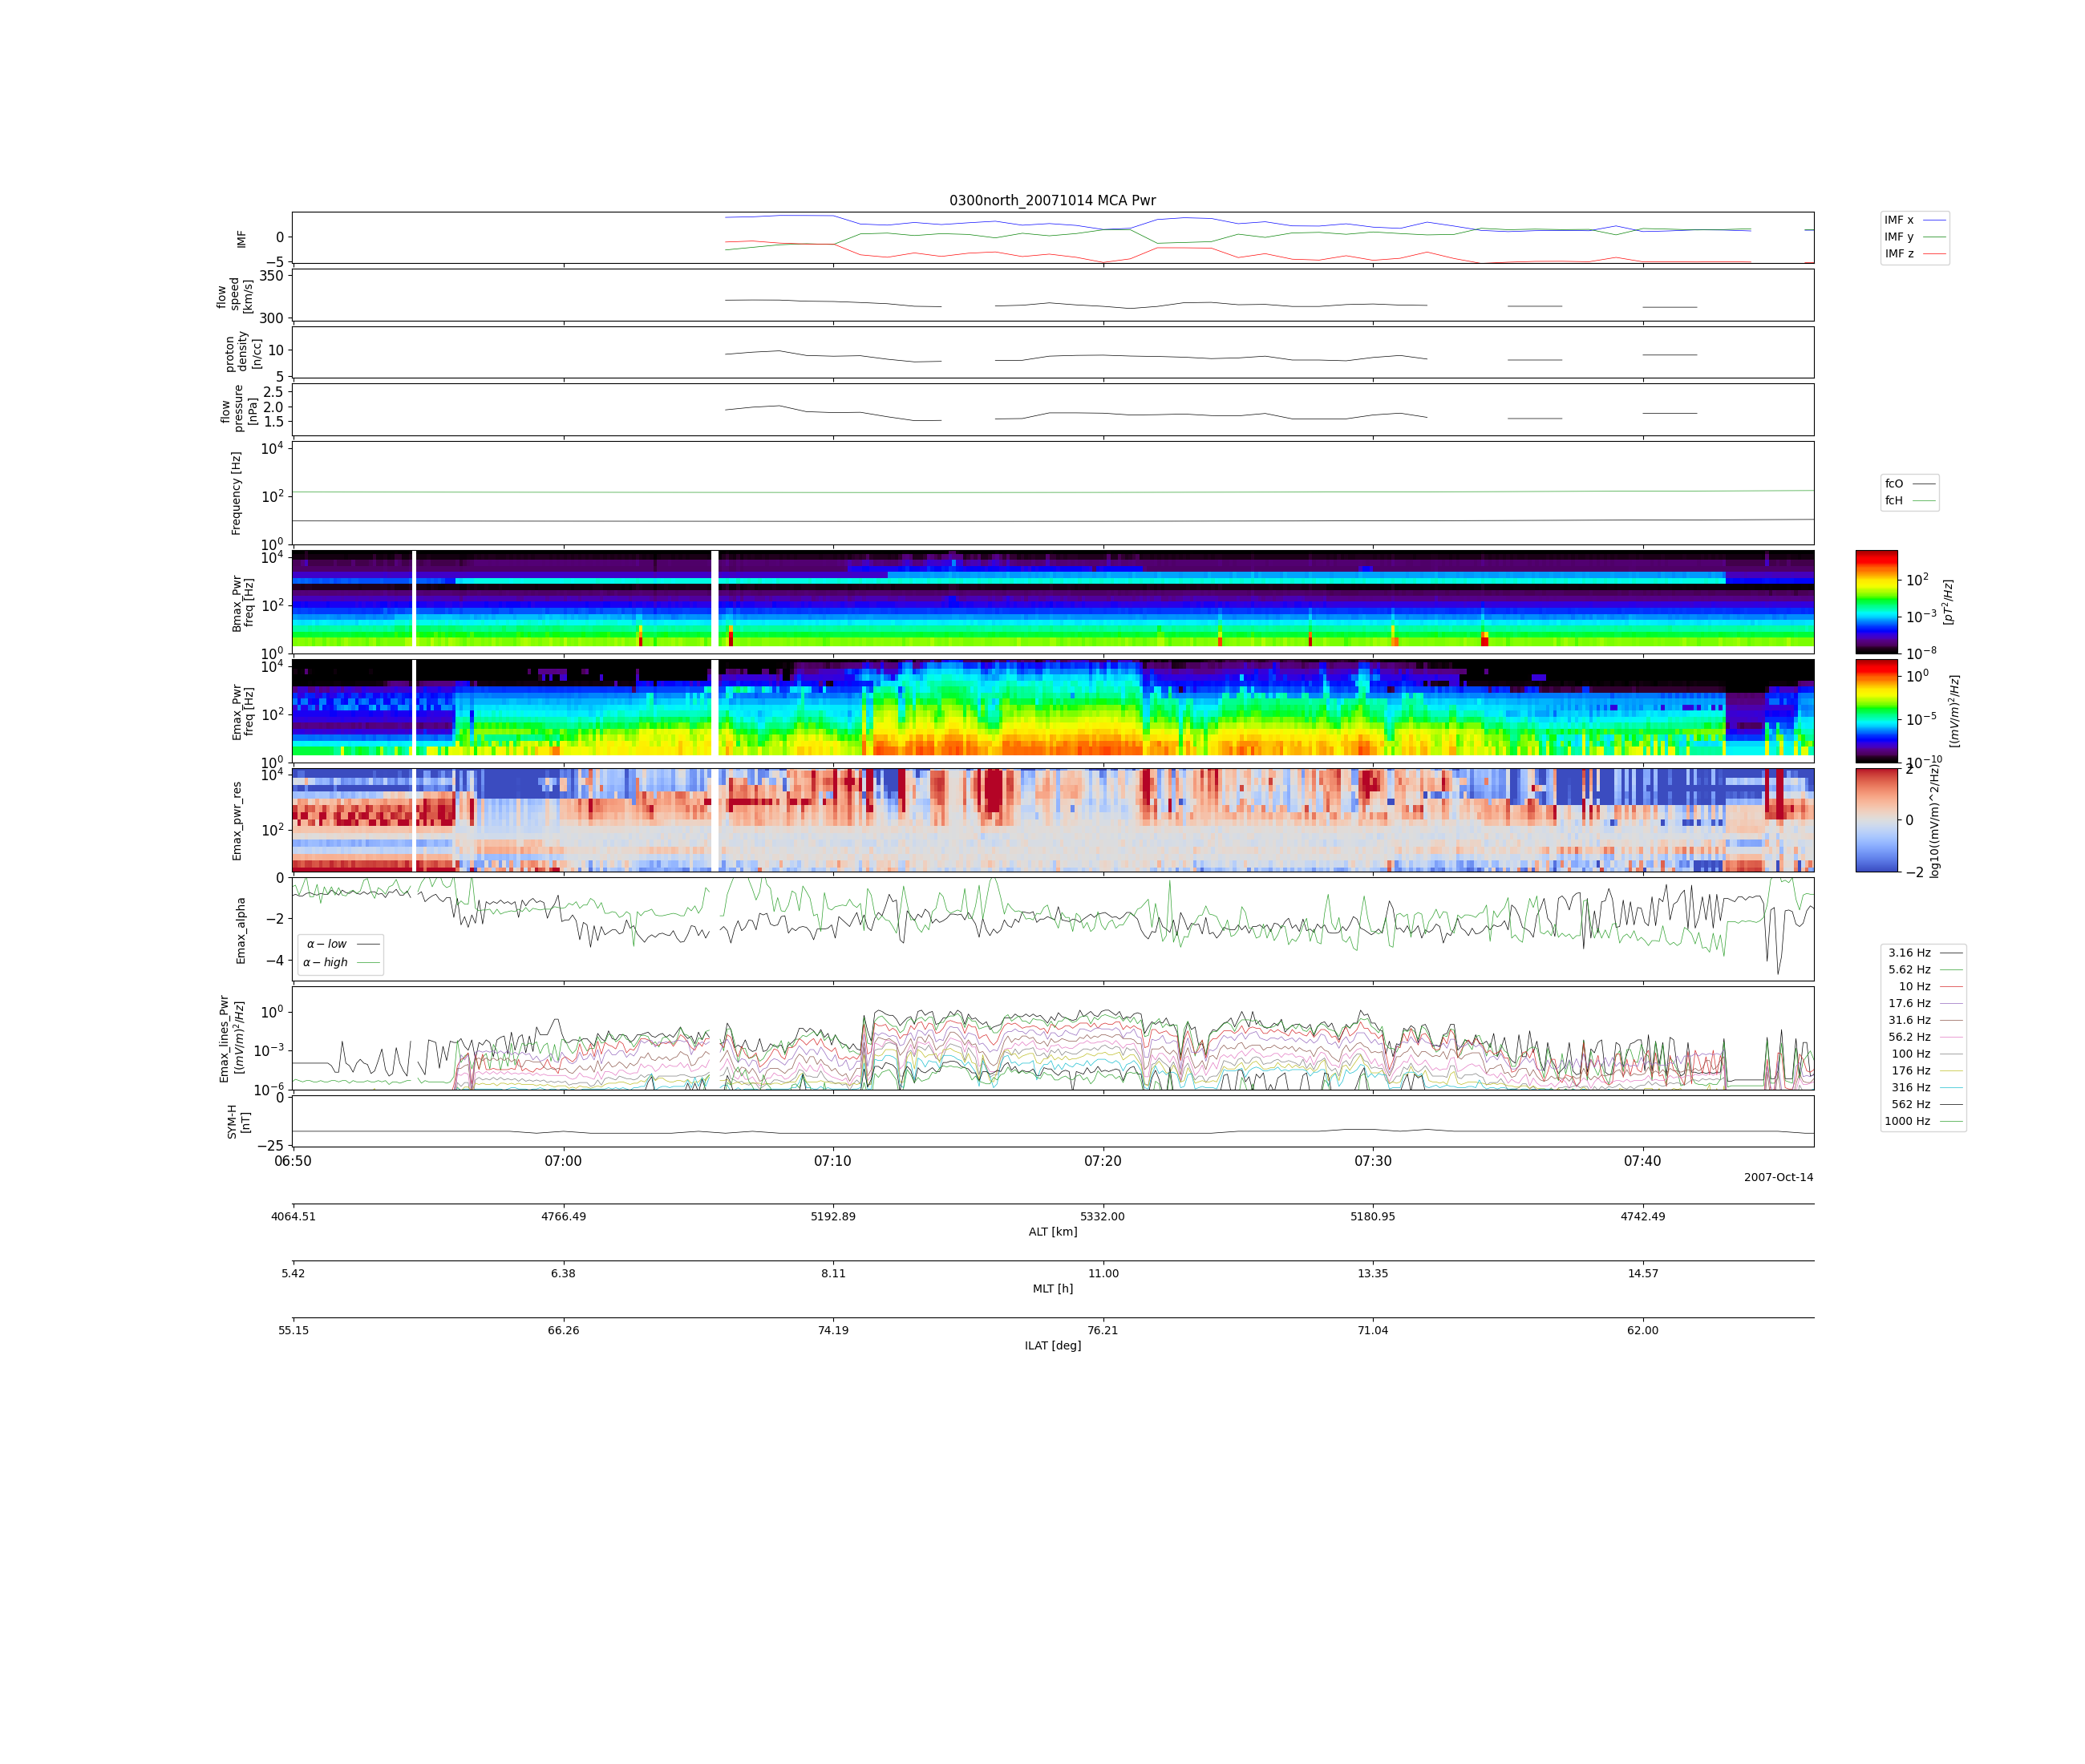 0300north_20071014 MCA Pwr
IMF
0
−5
IMF x
IMF y
IMF z
flow
speed
[km/s]
350
300
proton
density
[n/cc]
10
5
flow
pressure
[nPa]
2.5
2.0
1.5
Frequency [Hz]
10^4
10^2
10^0
fcO
fcH
Bmax_Pwr
freq [Hz]
10^4
10^2
10^0
10^2
10^−3
10^−8
[pT^2/Hz]
Emax_Pwr
freq [Hz]
10^4
10^2
10^0
10^0
10^−5
10^−10
[(mV/m)^2/Hz]
Emax_pwr_res
10^4
10^2
2
0
−2
log10((mV/m)^2/Hz)
Emax_alpha
0
−2
−4
α − low
α − high
Emax_lines_Pwr
[(mV/m)^2/Hz]
10^0
10^−3
10^−6
3.16 Hz
5.62 Hz
10 Hz
17.6 Hz
31.6 Hz
56.2 Hz
100 Hz
176 Hz
316 Hz
562 Hz
1000 Hz
SYM-H
[nT]
0
−25
06:50 07:00 07:10 07:20 07:30 07:40
2007-Oct-14
4064.51 4766.49 5192.89 5332.00 5180.95 4742.49
ALT [km]
5.42 6.38 8.11 11.00 13.35 14.57
MLT [h]
55.15 66.26 74.19 76.21 71.04 62.00
ILAT [deg]